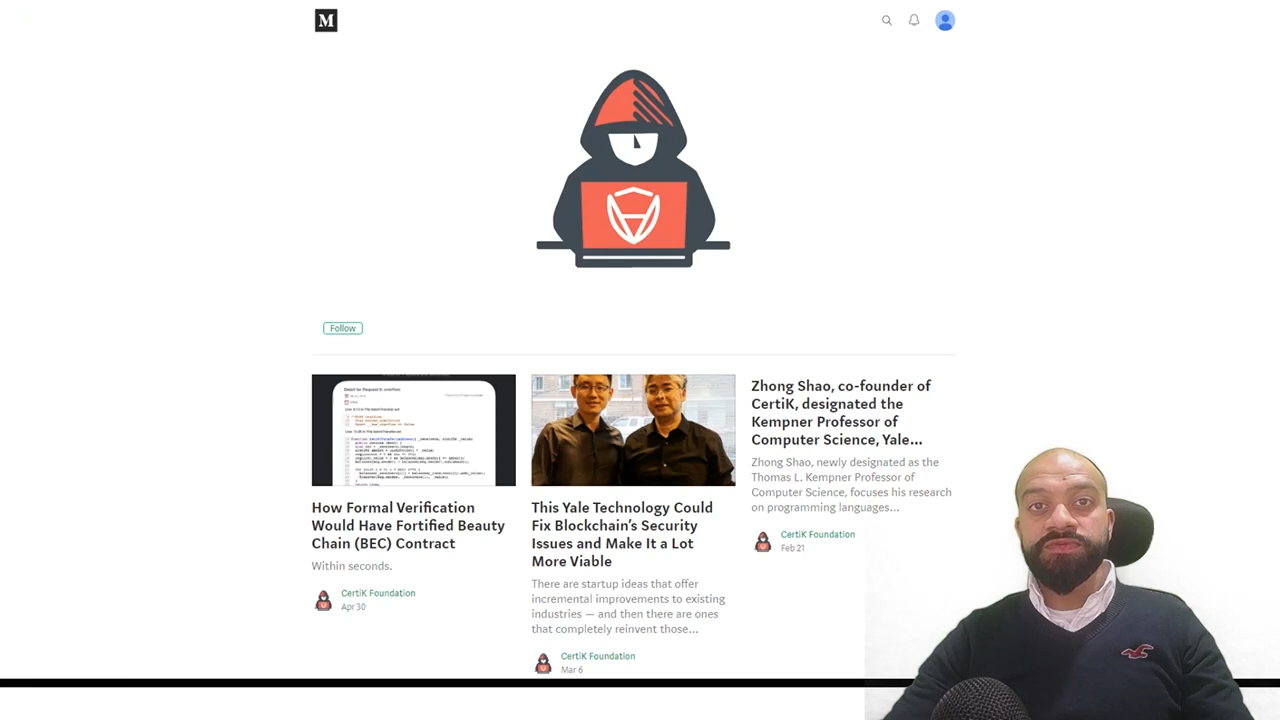 M
Follow
How Formal Verification
Would Have Fortified Beauty
Chain (BEC) Contract
Within seconds.
CertiK Foundation
Apr 30
This Yale Technology Could
Fix Blockchain's Security
Issues and Make It a Lot
More Viable
There are startup ideas that offer
incremental improvements to existing
industries — and then there are ones
that completely reinvent those...
CertiK Foundation
Mar 6
Zhong Shao, co-founder of
CertiK, designated the
Kempner Professor of
Computer Science, Yale...
Zhong Shao, newly designated as the
Thomas L. Kempner Professor of
Computer Science, focuses his research
on programming languages...
CertiK Foundation
Feb 21